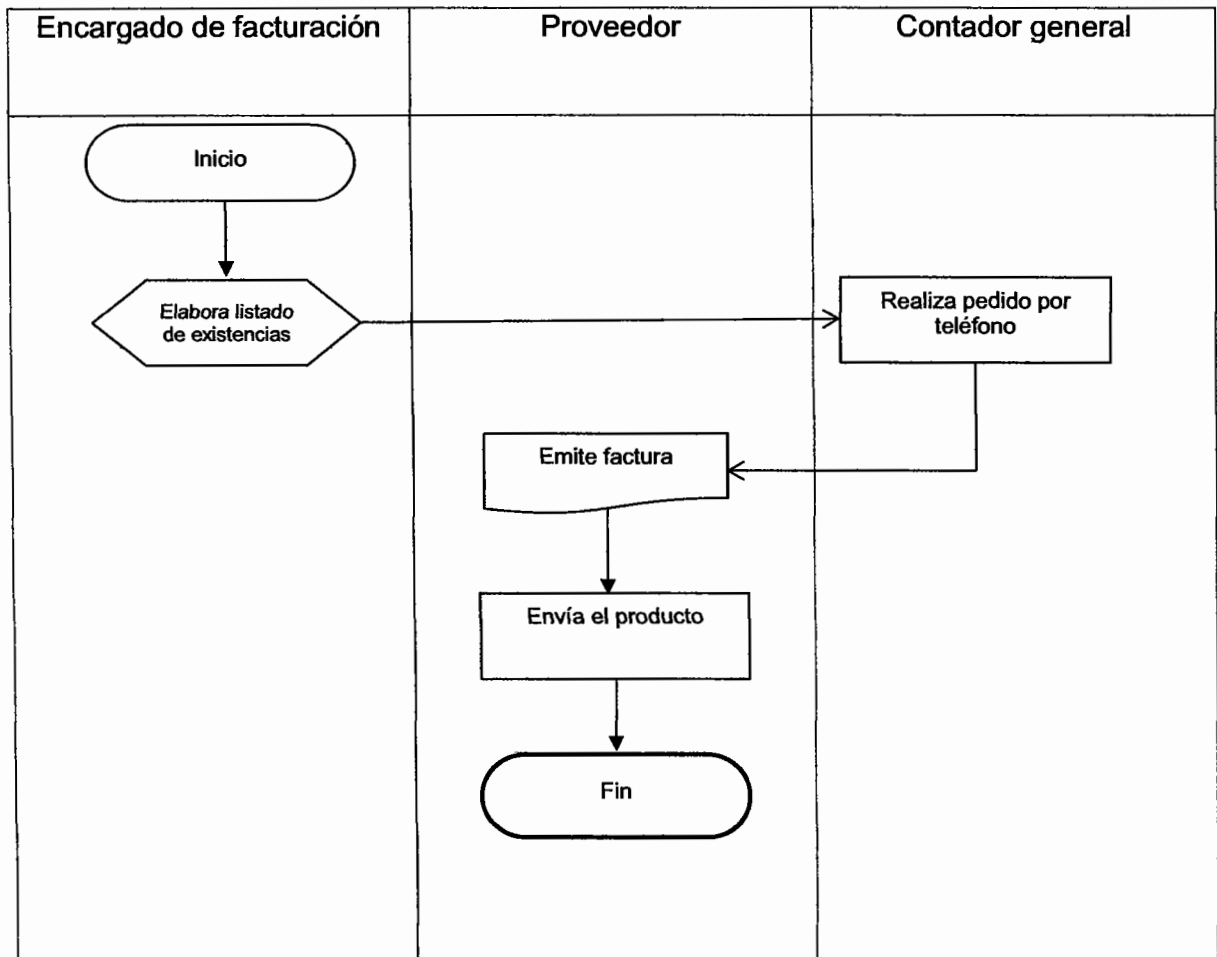 Encargado de facturación
Proveedor
Contador general
Inicio
Elabora listado
de existencias
Realiza pedido por
teléfono
Emite factura
Envía el producto
Fin